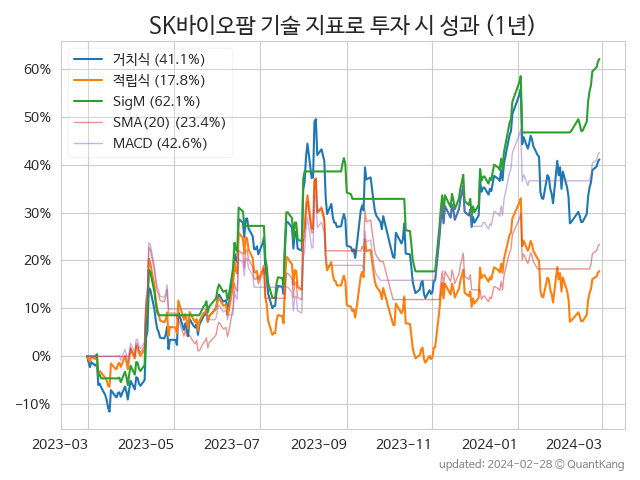 SK바이오팜 기술 지표로 투자 시 성과 (1년)
거치식 (41.1%)
적립식 (17.8%)
SigM (62.1%)
SMA(20) (23.4%)
MACD (42.6%)
60%
50%
40%
30%
20%
10%
0%
−10%
2023-03 2023-05 2023-07 2023-09 2023-11 2024-01 2024-03
updated: 2024-02-28 © QuantKang